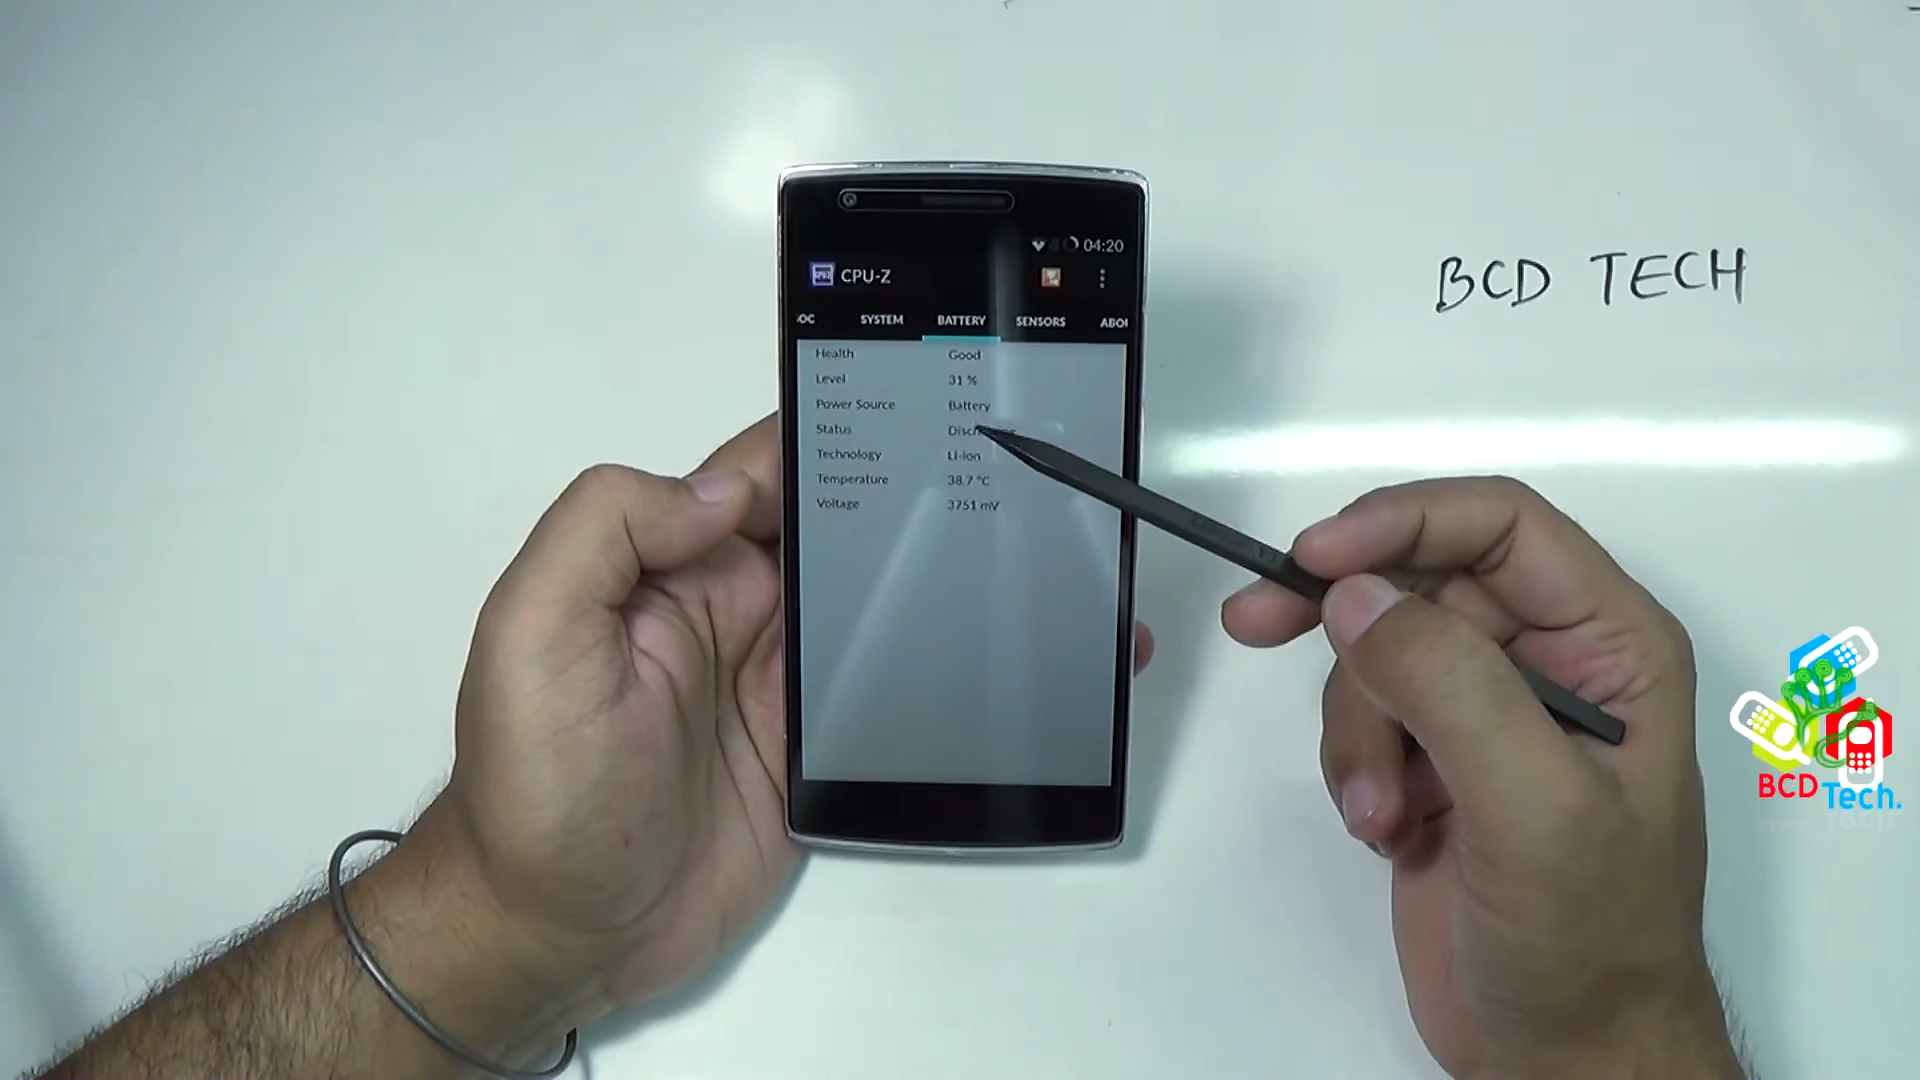 04:20
CPU-Z
SYSTEM BATTERY SENSORS
Health Good
Level 31 %
Power Source Battery
Status
Technology Li-ion
Temperature 38.7 °C
Voltage 3751 mV
BCD TECH
BCD
Tech.